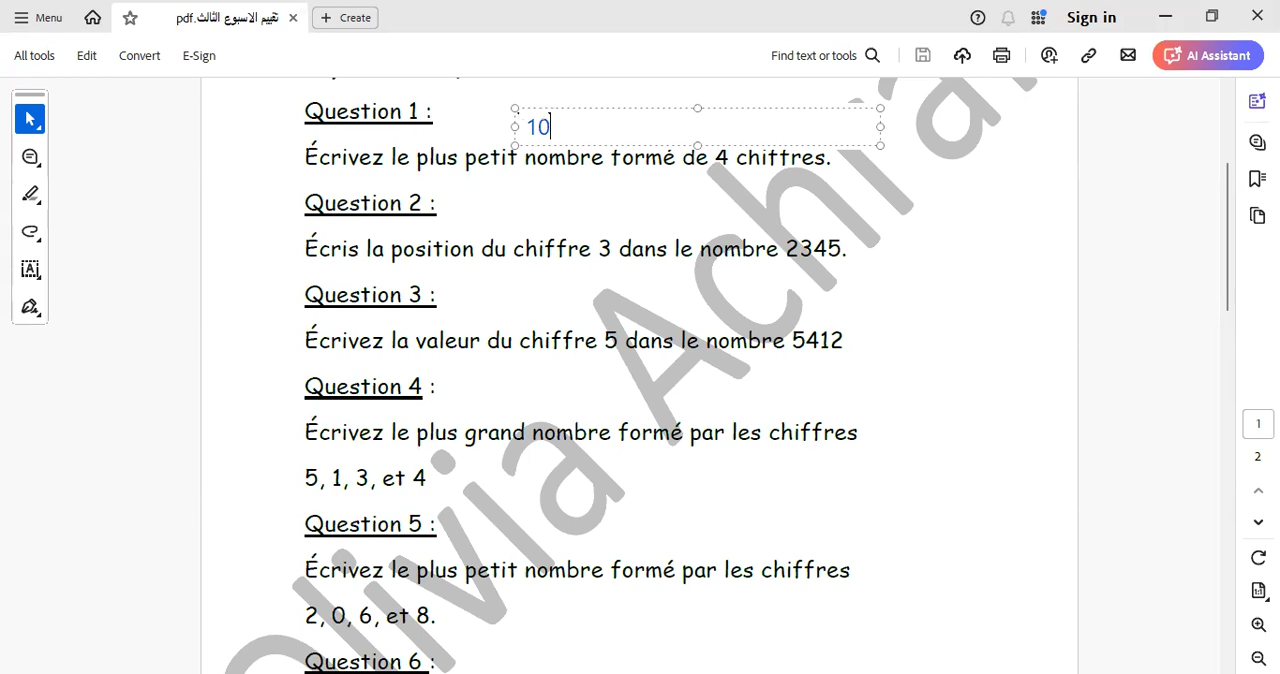 Menu
تقييم الاسبوع الثالث.pdf
Create
Sign in
All tools
Edit
Convert
E-Sign
Find text or tools
AI Assistant
Question 1 :
10
Écrivez le plus petit nombre formé de 4 chiffres.
Question 2 :
Écris la position du chiffre 3 dans le nombre 2345.
Question 3 :
Écrivez la valeur du chiffre 5 dans le nombre 5412
Question 4 :
Écrivez le plus grand nombre formé par les chiffres
5, 1, 3, et 4
Question 5 :
Écrivez le plus petit nombre formé par les chiffres
2, 0, 6, et 8.
Question 6 :
Olivia Achra
1
2